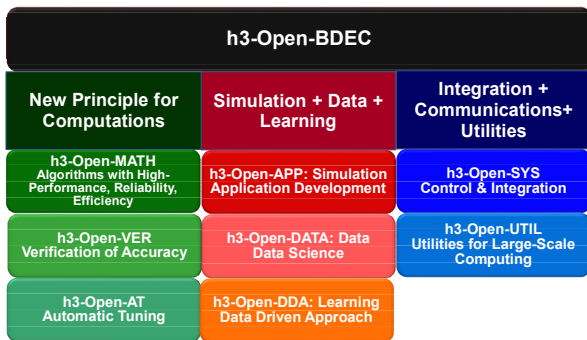 h3-Open-BDEC
New Principle for
Computations
Simulation + Data +
Learning
Integration +
Communications+
Utilities
h3-Open-MATH
Algorithms with High-
Performance, Reliability,
Efficiency
h3-Open-APP: Simulation
Application Development
h3-Open-SYS
Control & Integration
h3-Open-VER
Verification of Accuracy
h3-Open-DATA: Data
Data Science
h3-Open-UTIL
Utilities for Large-Scale
Computing
h3-Open-AT
Automatic Tuning
h3-Open-DDA: Learning
Data Driven Approach